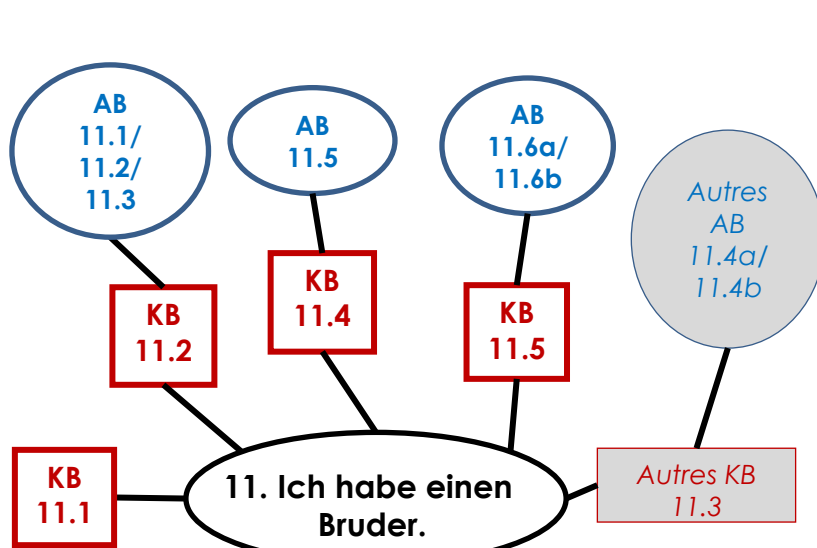 AB
11.1/
11.2/
11.3
AB
11.5
AB
11.6a/
11.6b
Autres
AB
11.4a/
11.4b
KB
11.2
KB
11.4
KB
11.5
KB
11.1
11. Ich habe einen
Bruder.
Autres KB
11.3